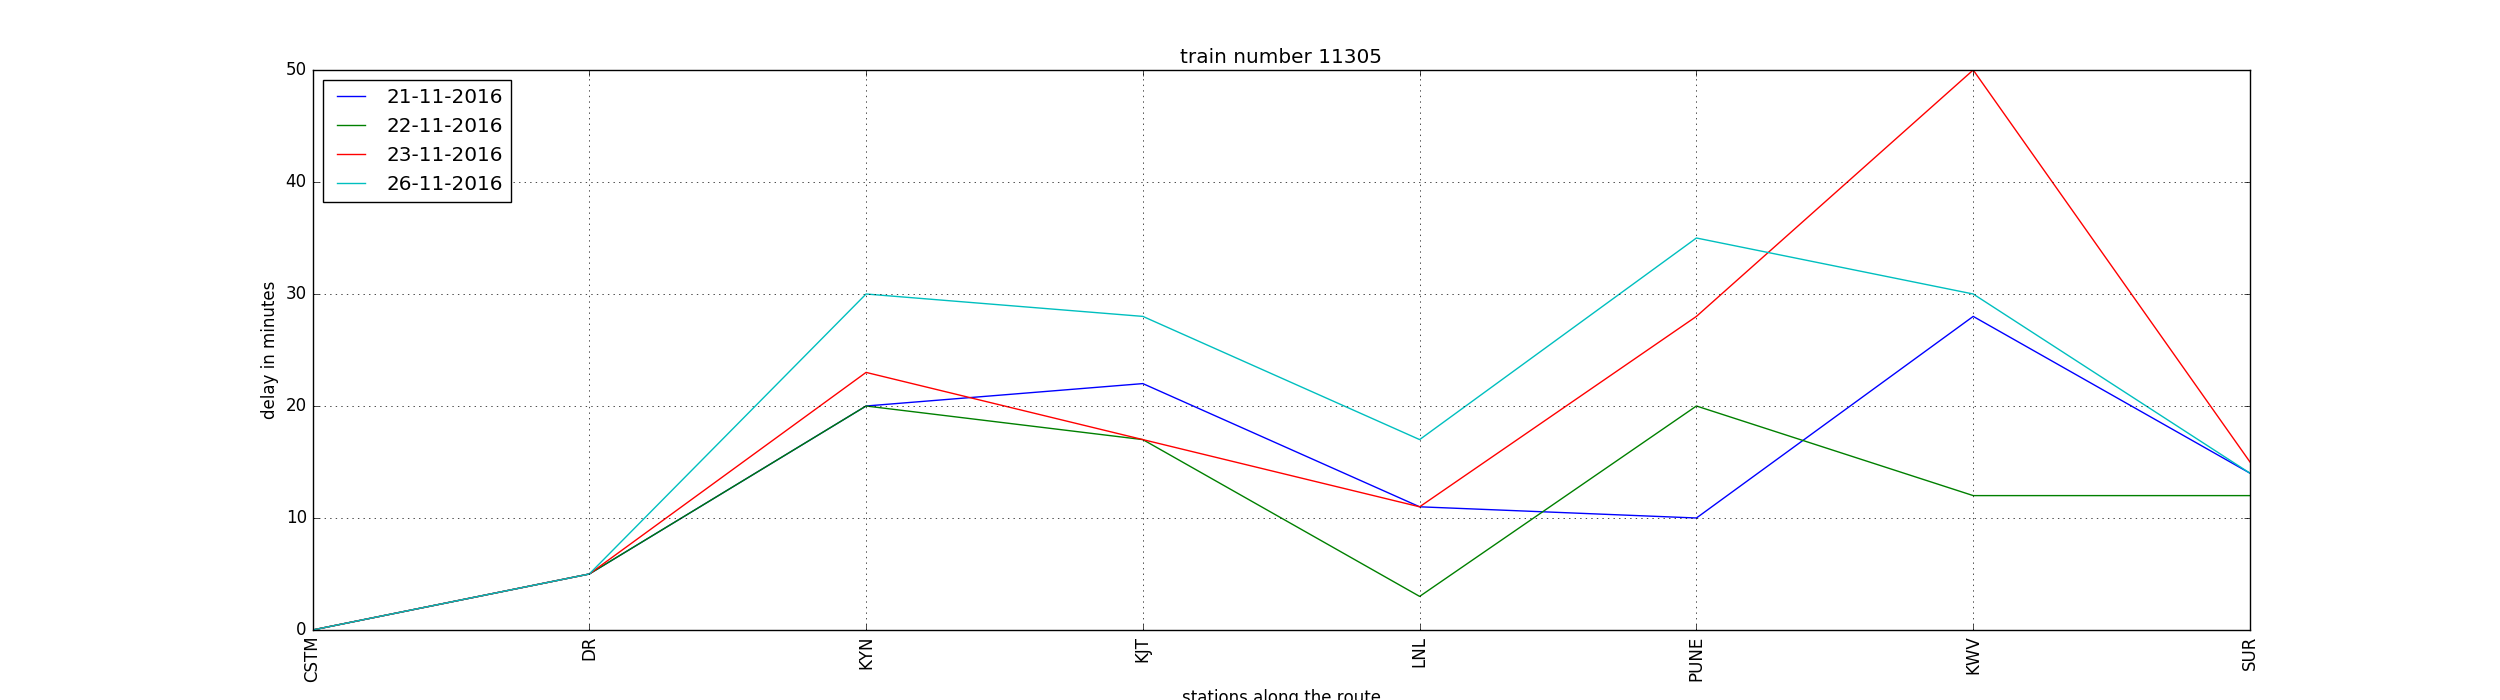 train number 11305
50
40
30
20
10
0
delay in minutes
21-11-2016
22-11-2016
23-11-2016
26-11-2016
CSTM
DR
KYN
KJT
LNL
PUNE
KWV
SUR
stations along the route